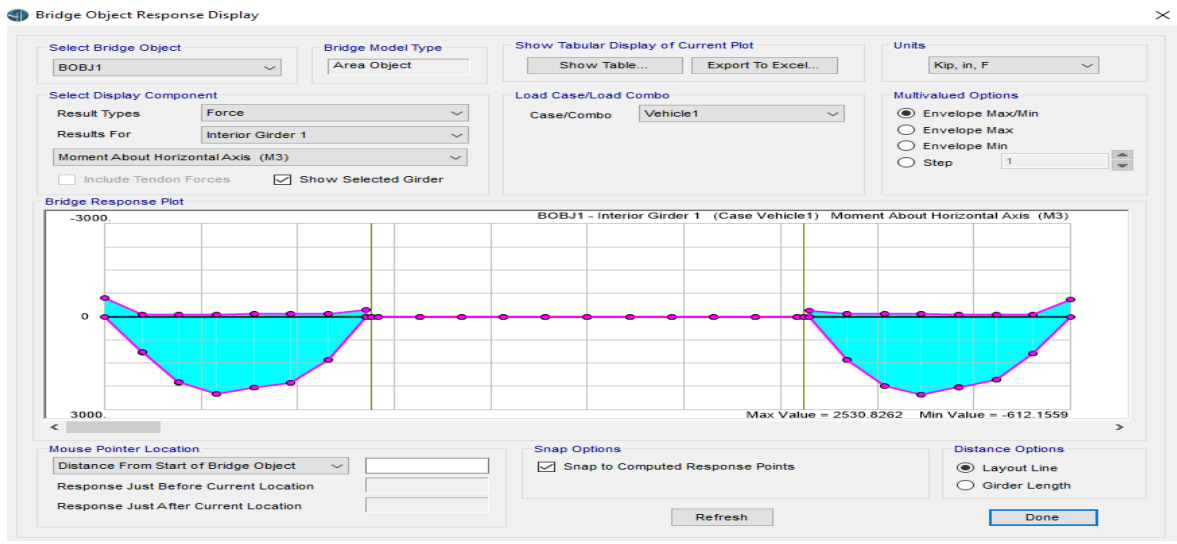 Bridge Object Response Display
Select Bridge Object
BOBJ1
Bridge Model Type
Area Object
Show Tabular Display of Current Plot
Show Table...
Export To Excel...
Units
Kip, in, F
Select Display Component
Result Types
Force
Results For
Interior Girder 1
Moment About Horizontal Axis (M3)
Include Tendon Forces
Show Selected Girder
Load Case/Load Combo
Case/Combo
Vehicle1
Multivalued Options
Envelope Max/Min
Envelope Max
Envelope Min
Step
1
Bridge Response Plot
-3000.
BOBJ1 - Interior Girder 1 (Case Vehicle1) Moment About Horizontal Axis (M3)
0
3000.
Max Value = 2530.8262 Min Value = -612.1559
Mouse Pointer Location
Distance From Start of Bridge Object
Response Just Before Current Location
Response Just After Current Location
Snap Options
Snap to Computed Response Points
Distance Options
Layout Line
Girder Length
Refresh
Done